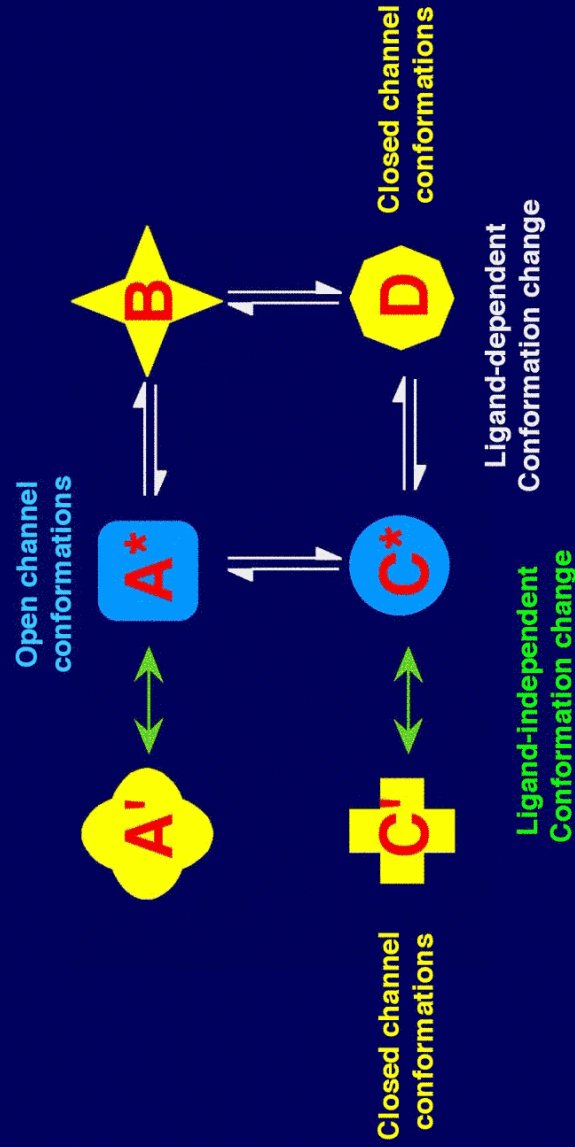 Open channel
conformations
A'
A*
B
Closed channel
conformations
C'
C*
D
Closed channel
conformations
Ligand-independent
Conformation change
Ligand-dependent
Conformation change